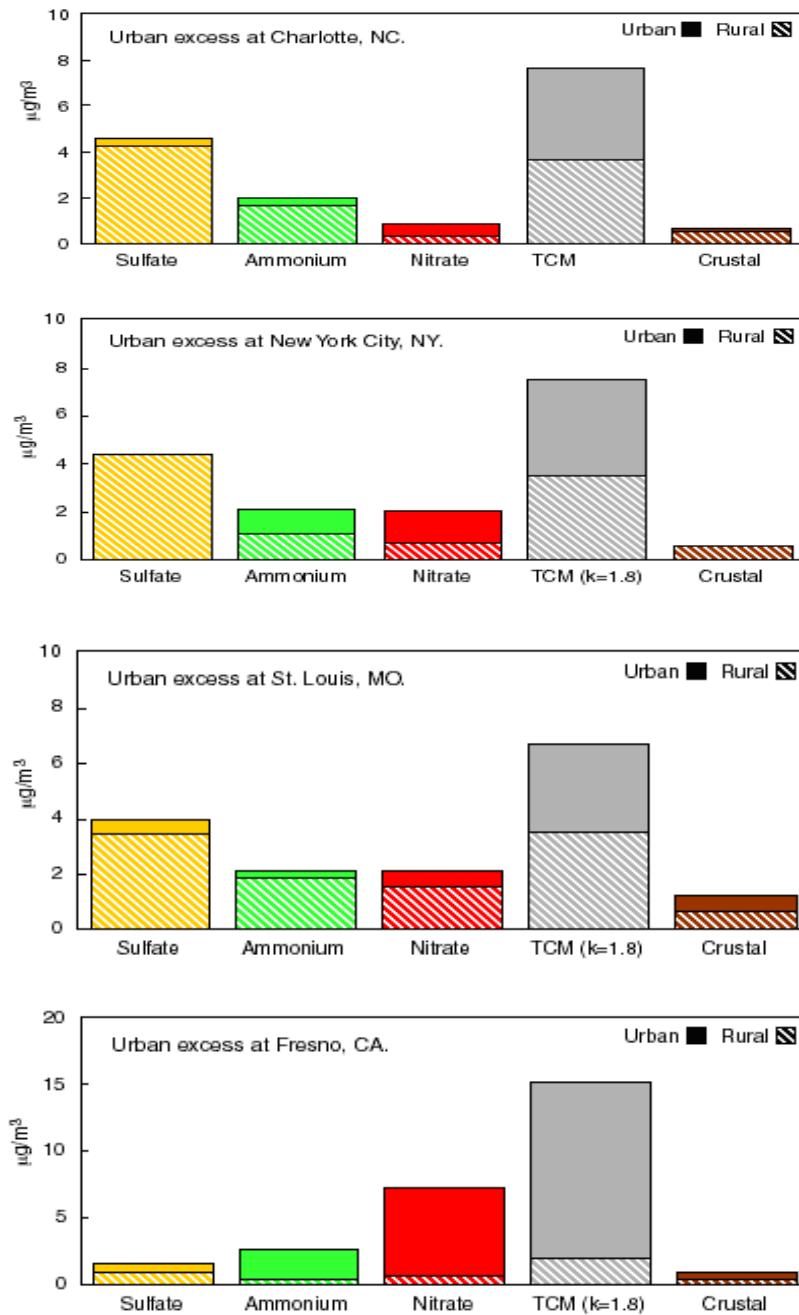 10
Urban excess at Charlotte, NC.
Urban Rural
8
6
µg/m³
4
2
0
Sulfate Ammonium Nitrate TCM Crustal
10
Urban excess at New York City, NY.
Urban Rural
8
6
µg/m³
4
2
0
Sulfate Ammonium Nitrate TCM (k=1.8) Crustal
10
Urban excess at St. Louis, MO.
Urban Rural
8
6
µg/m³
4
2
0
Sulfate Ammonium Nitrate TCM (k=1.8) Crustal
20
Urban excess at Fresno, CA.
Urban Rural
15
10
µg/m³
5
0
Sulfate Ammonium Nitrate TCM (k=1.8) Crustal